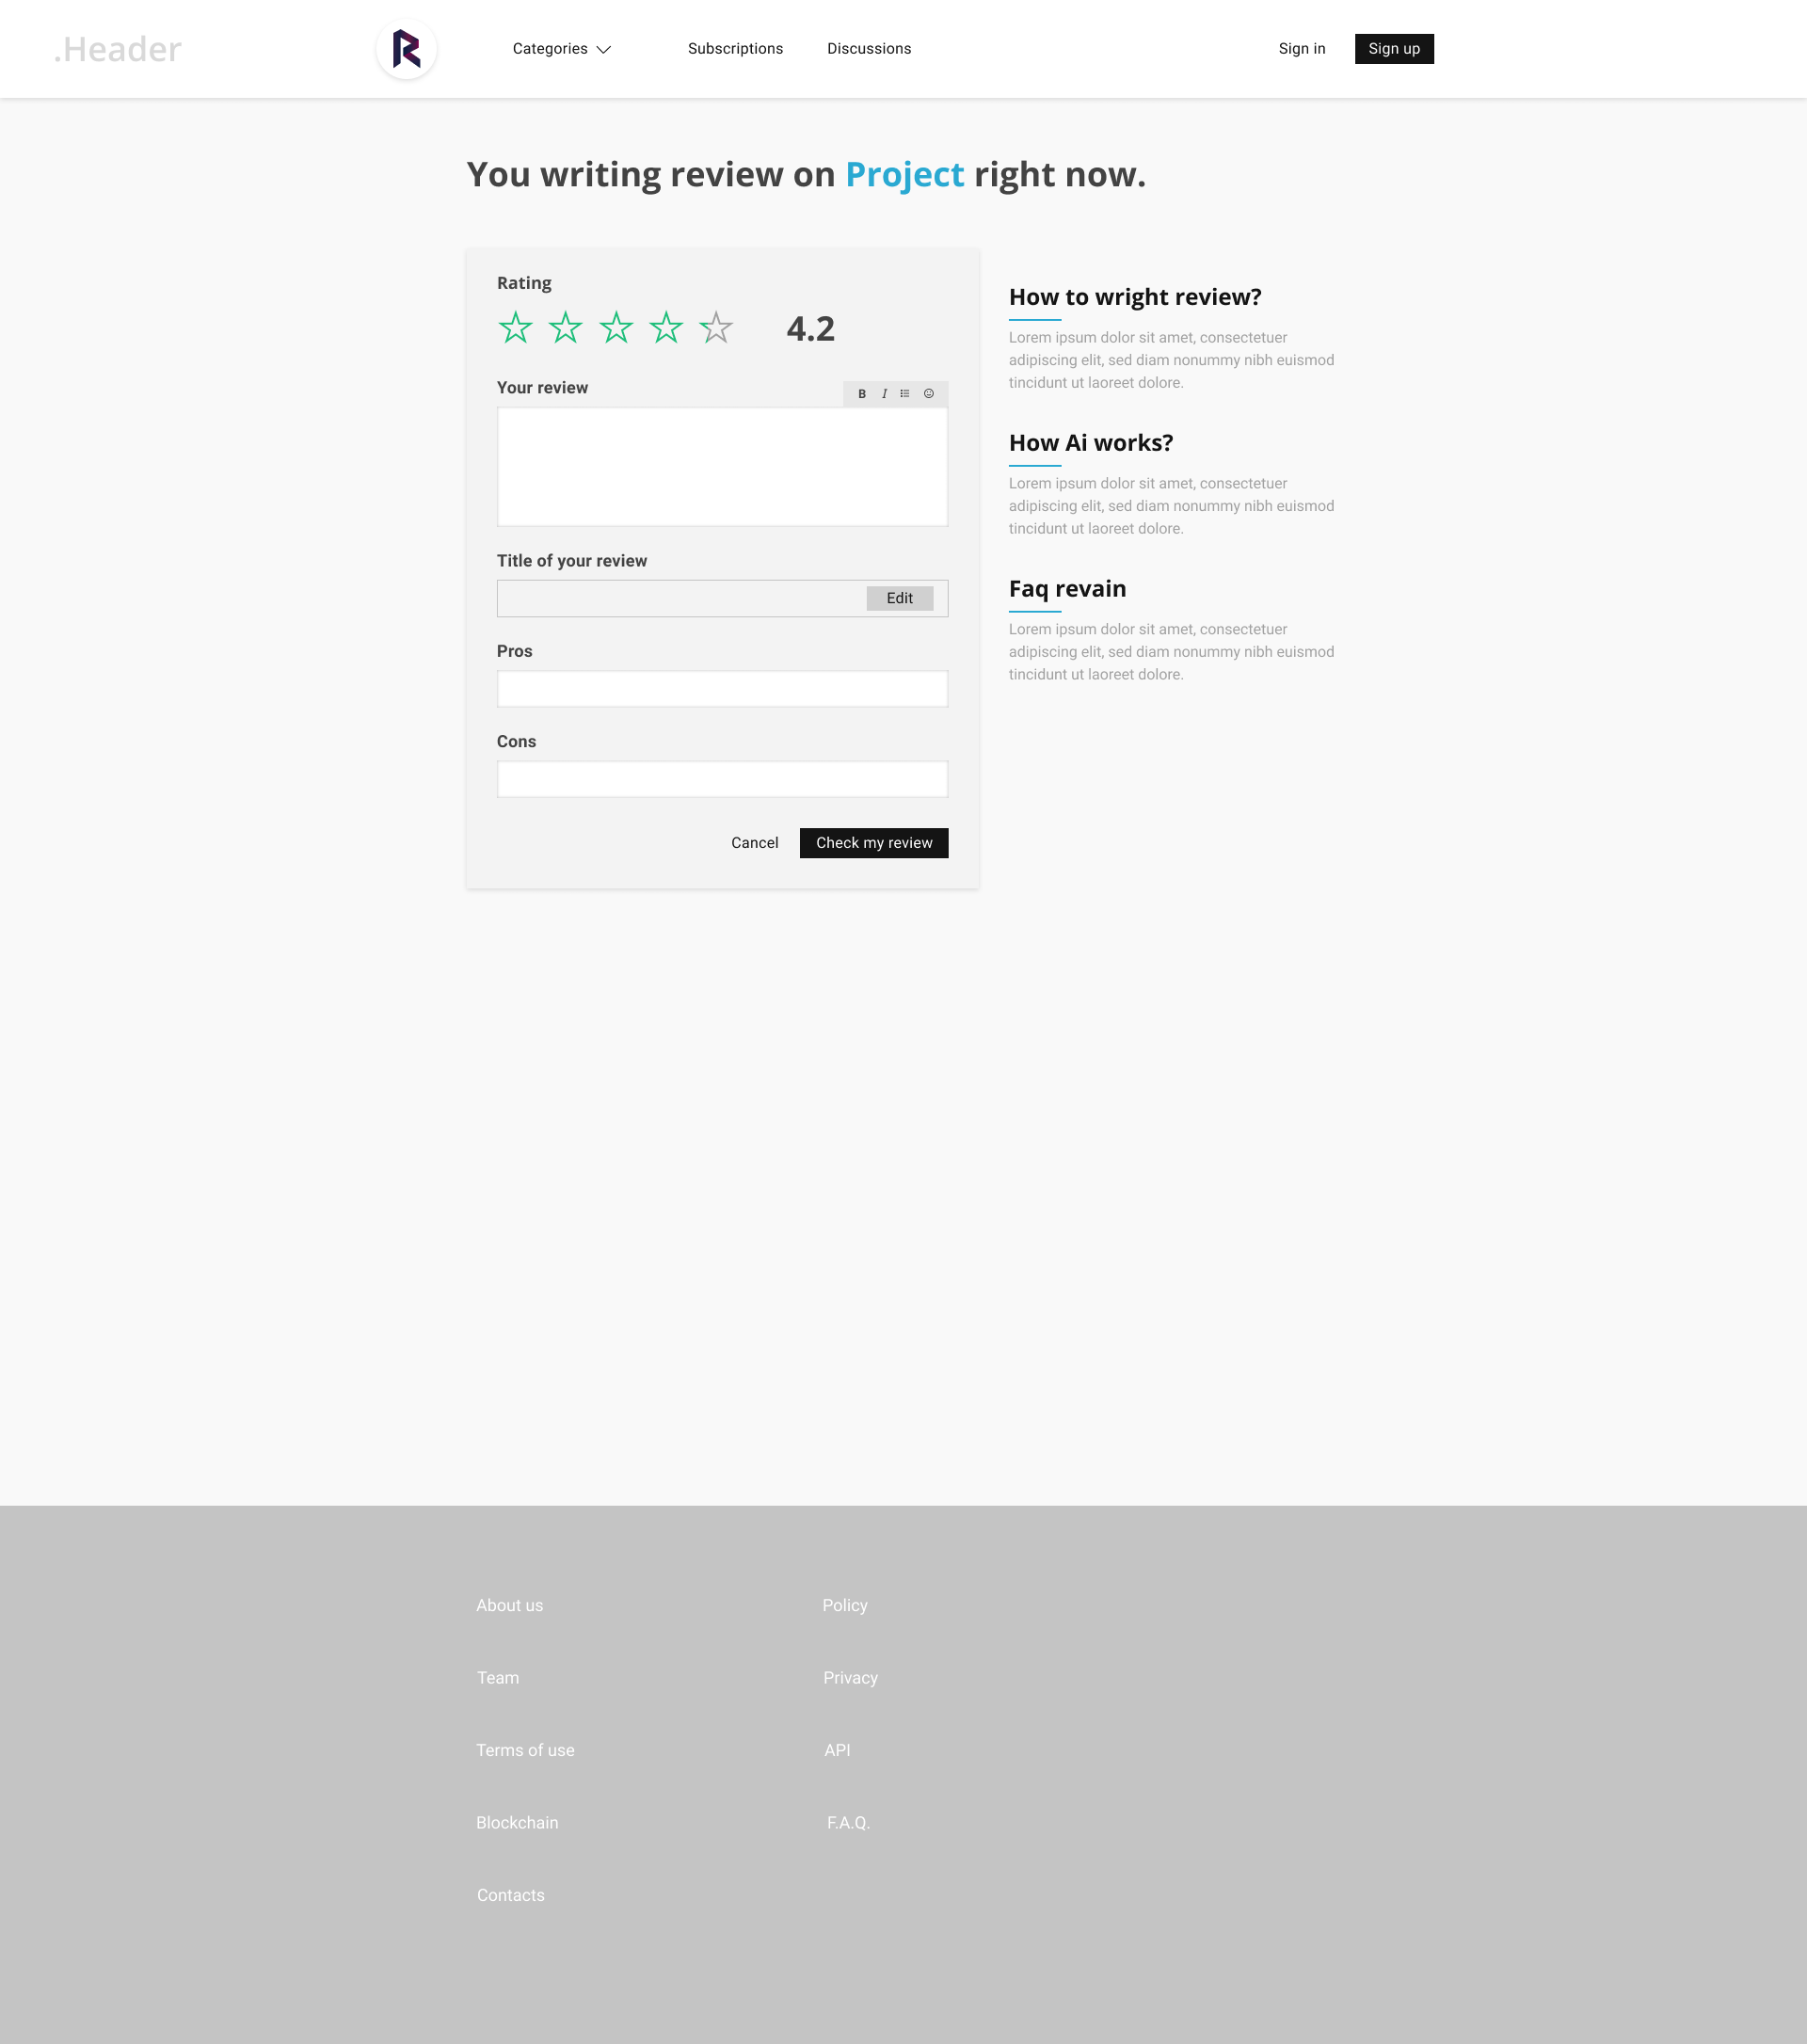 .Header
Categories
Subscriptions
Discussions
Sign in
Sign up
You writing review on Project right now.
Rating
4.2
Your review
B I
Title of your review
Edit
Pros
Cons
Cancel
Check my review
How to wright review?
Lorem ipsum dolor sit amet, consectetuer
adipiscing elit, sed diam nonummy nibh euismod
tincidunt ut laoreet dolore.
How Ai works?
Lorem ipsum dolor sit amet, consectetuer
adipiscing elit, sed diam nonummy nibh euismod
tincidunt ut laoreet dolore.
Faq revain
Lorem ipsum dolor sit amet, consectetuer
adipiscing elit, sed diam nonummy nibh euismod
tincidunt ut laoreet dolore.
About us
Team
Terms of use
Blockchain
Contacts
Policy
Privacy
API
F.A.Q.